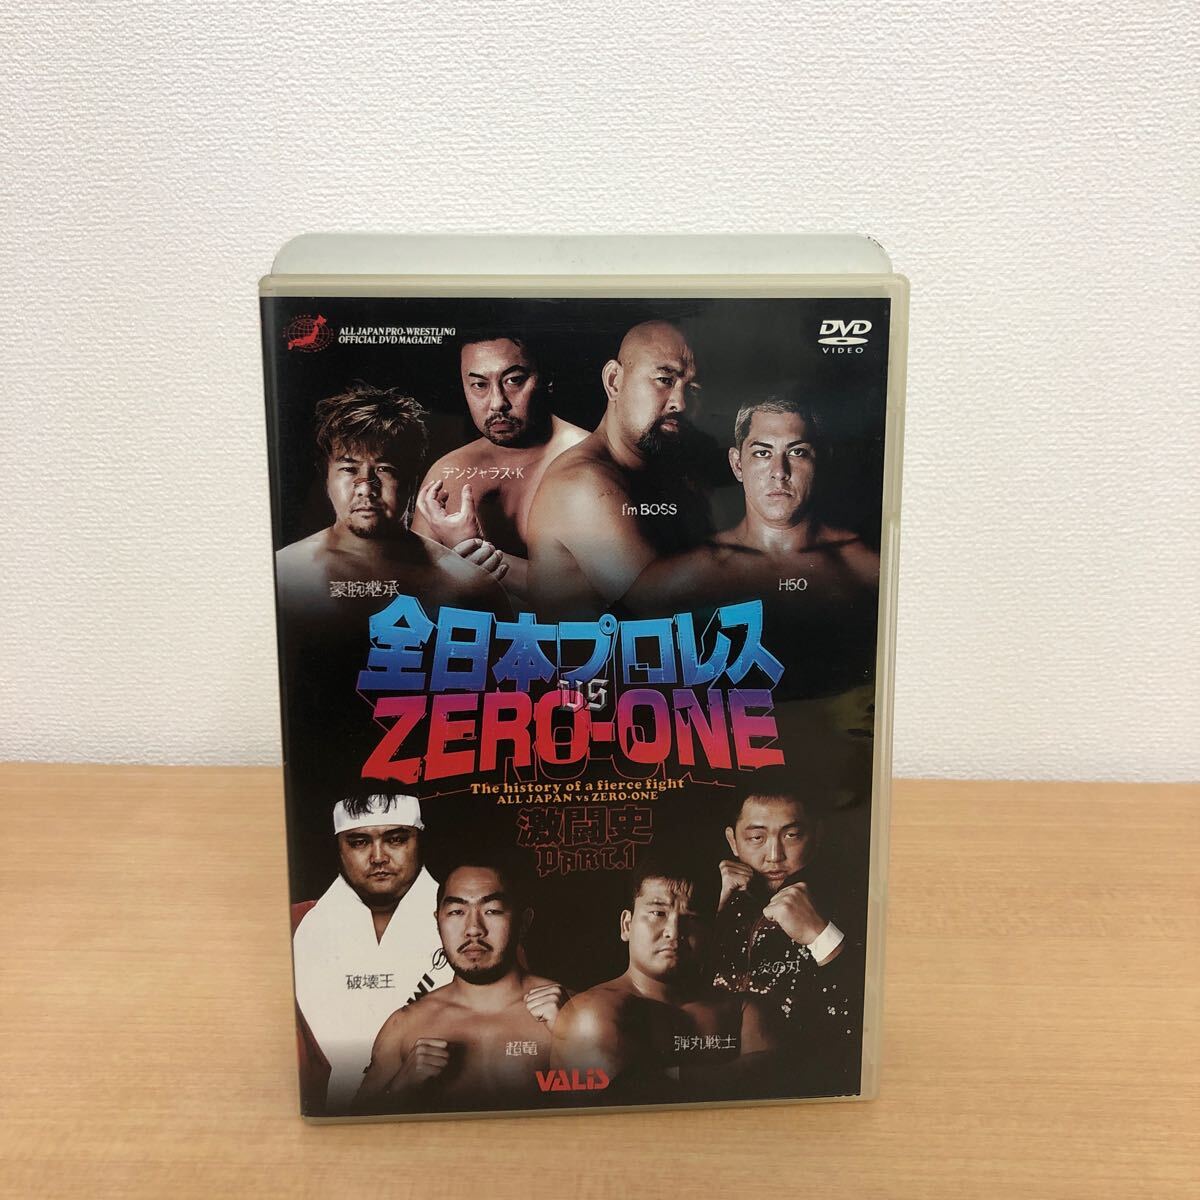 ALL JAPAN PRO-WRESTLING
OFFICIAL DVD MAGAZINE
DVD
VIDEO
デンジャラス・K
I'm BOSS
豪腕継承
H5O
全日本プロレス
VS
ZERO-ONE
The history of a fierce fight
ALL JAPAN vs ZERO-ONE
激闘史
PART.1
破壊王
炎の刃
超竜
弾丸戦士
VALIS